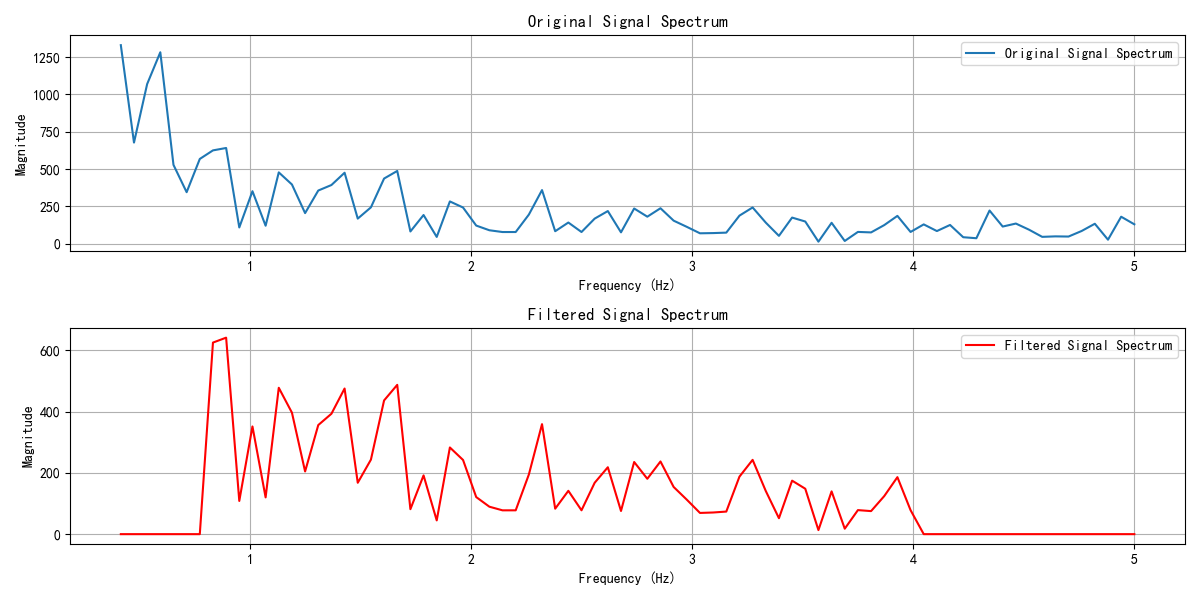 Original Signal Spectrum
Original Signal Spectrum
Magnitude
1250
1000
750
500
250
0
1 2 3 4 5
Frequency (Hz)
Filtered Signal Spectrum
Filtered Signal Spectrum
Magnitude
600
400
200
0
1 2 3 4 5
Frequency (Hz)